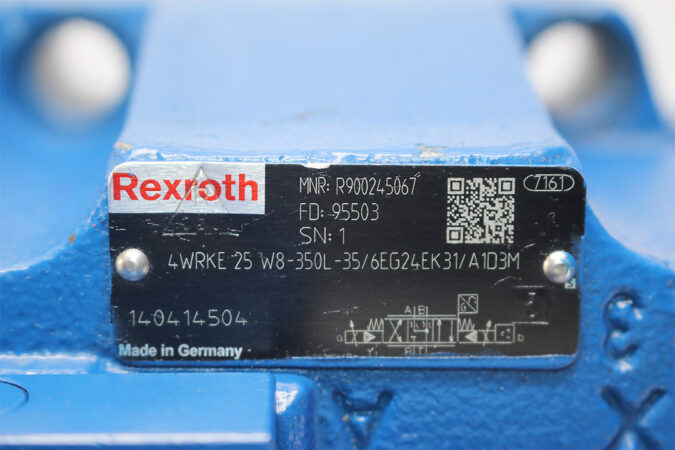 Rexroth
MNR: R900245067
7161
FD: 95503
SN: 1
4WRKE 25 W8-350L-35/6EG24EK31/A1D3M
140414504
A B
Made in Germany
A
X